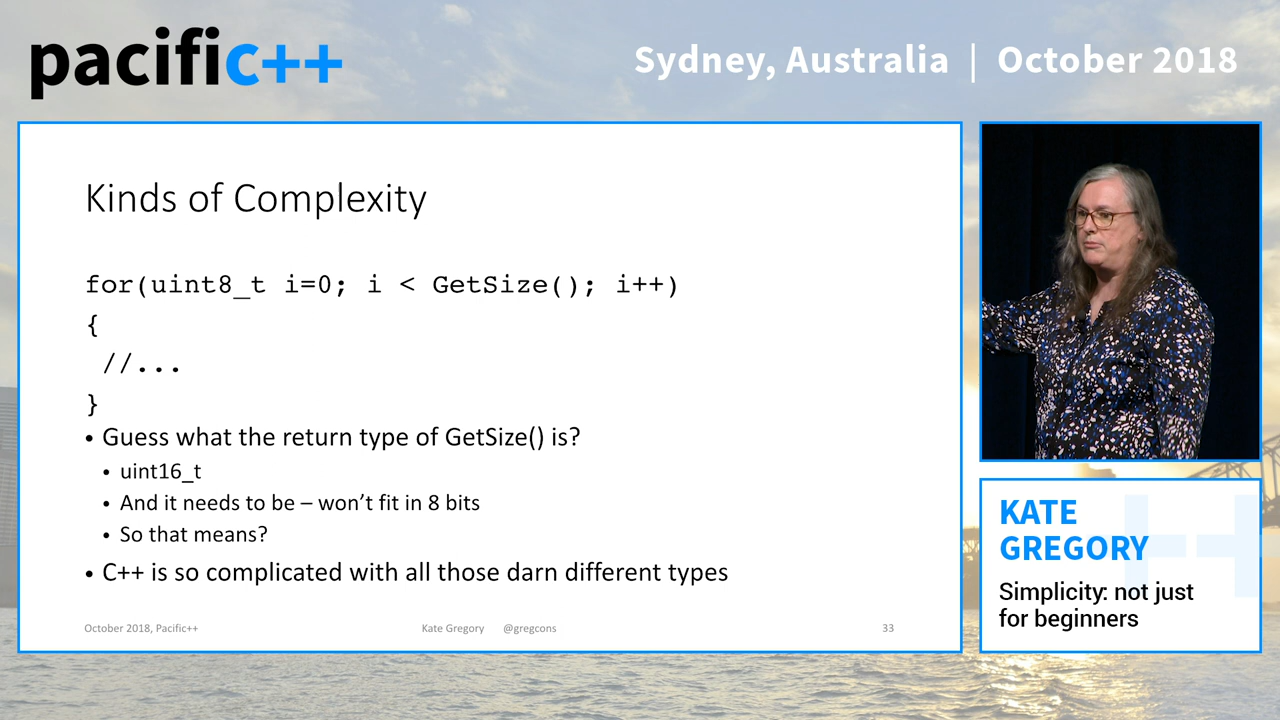 pacific++
Sydney, Australia | October 2018
Kinds of Complexity
for(uint8_t i=0; i < GetSize(); i++)
{
//...
}
• Guess what the return type of GetSize() is?
• uint16_t
• And it needs to be – won’t fit in 8 bits
• So that means?
• C++ is so complicated with all those darn different types
October 2018, Pacific++
Kate Gregory @gregcons
33
KATE
GREGORY
Simplicity: not just
for beginners